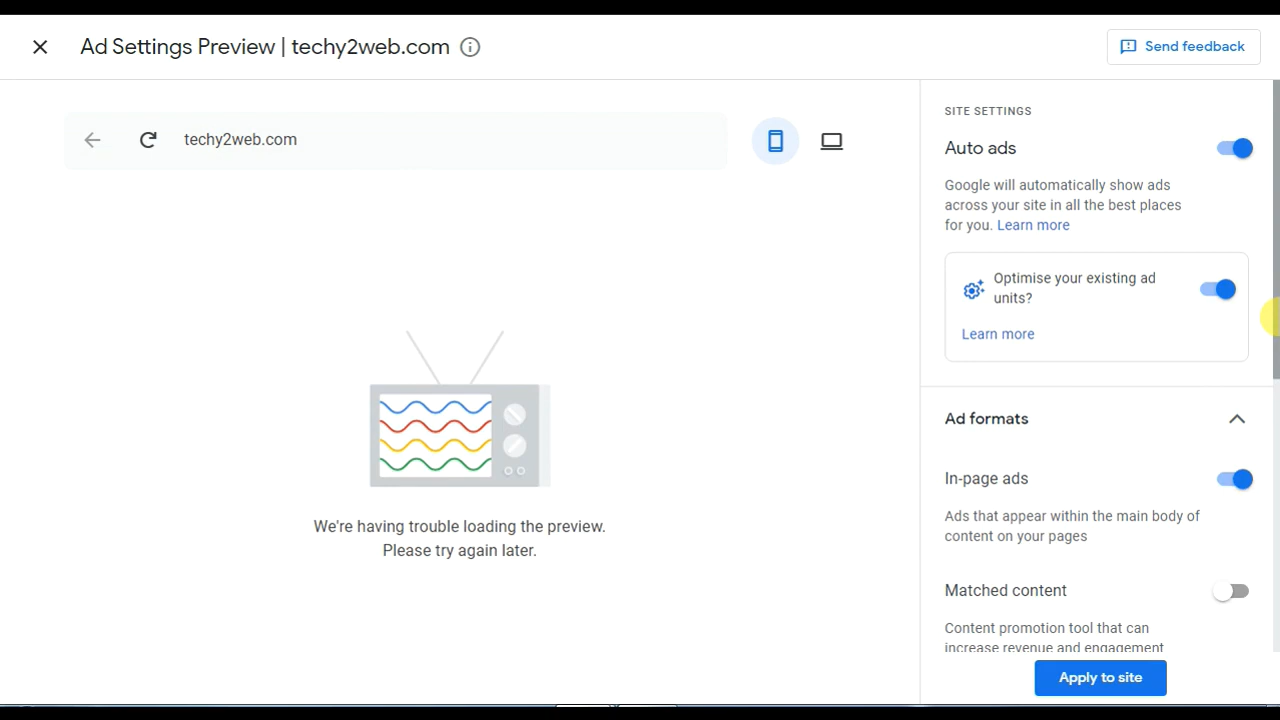 Ad Settings Preview | techy2web.com
Send feedback
techy2web.com
We're having trouble loading the preview.
Please try again later.
SITE SETTINGS
Auto ads
Google will automatically show ads
across your site in all the best places
for you. Learn more
Optimise your existing ad
units?
Learn more
Ad formats
In-page ads
Ads that appear within the main body of
content on your pages
Matched content
Content promotion tool that can
increase revenue and engagement
Apply to site